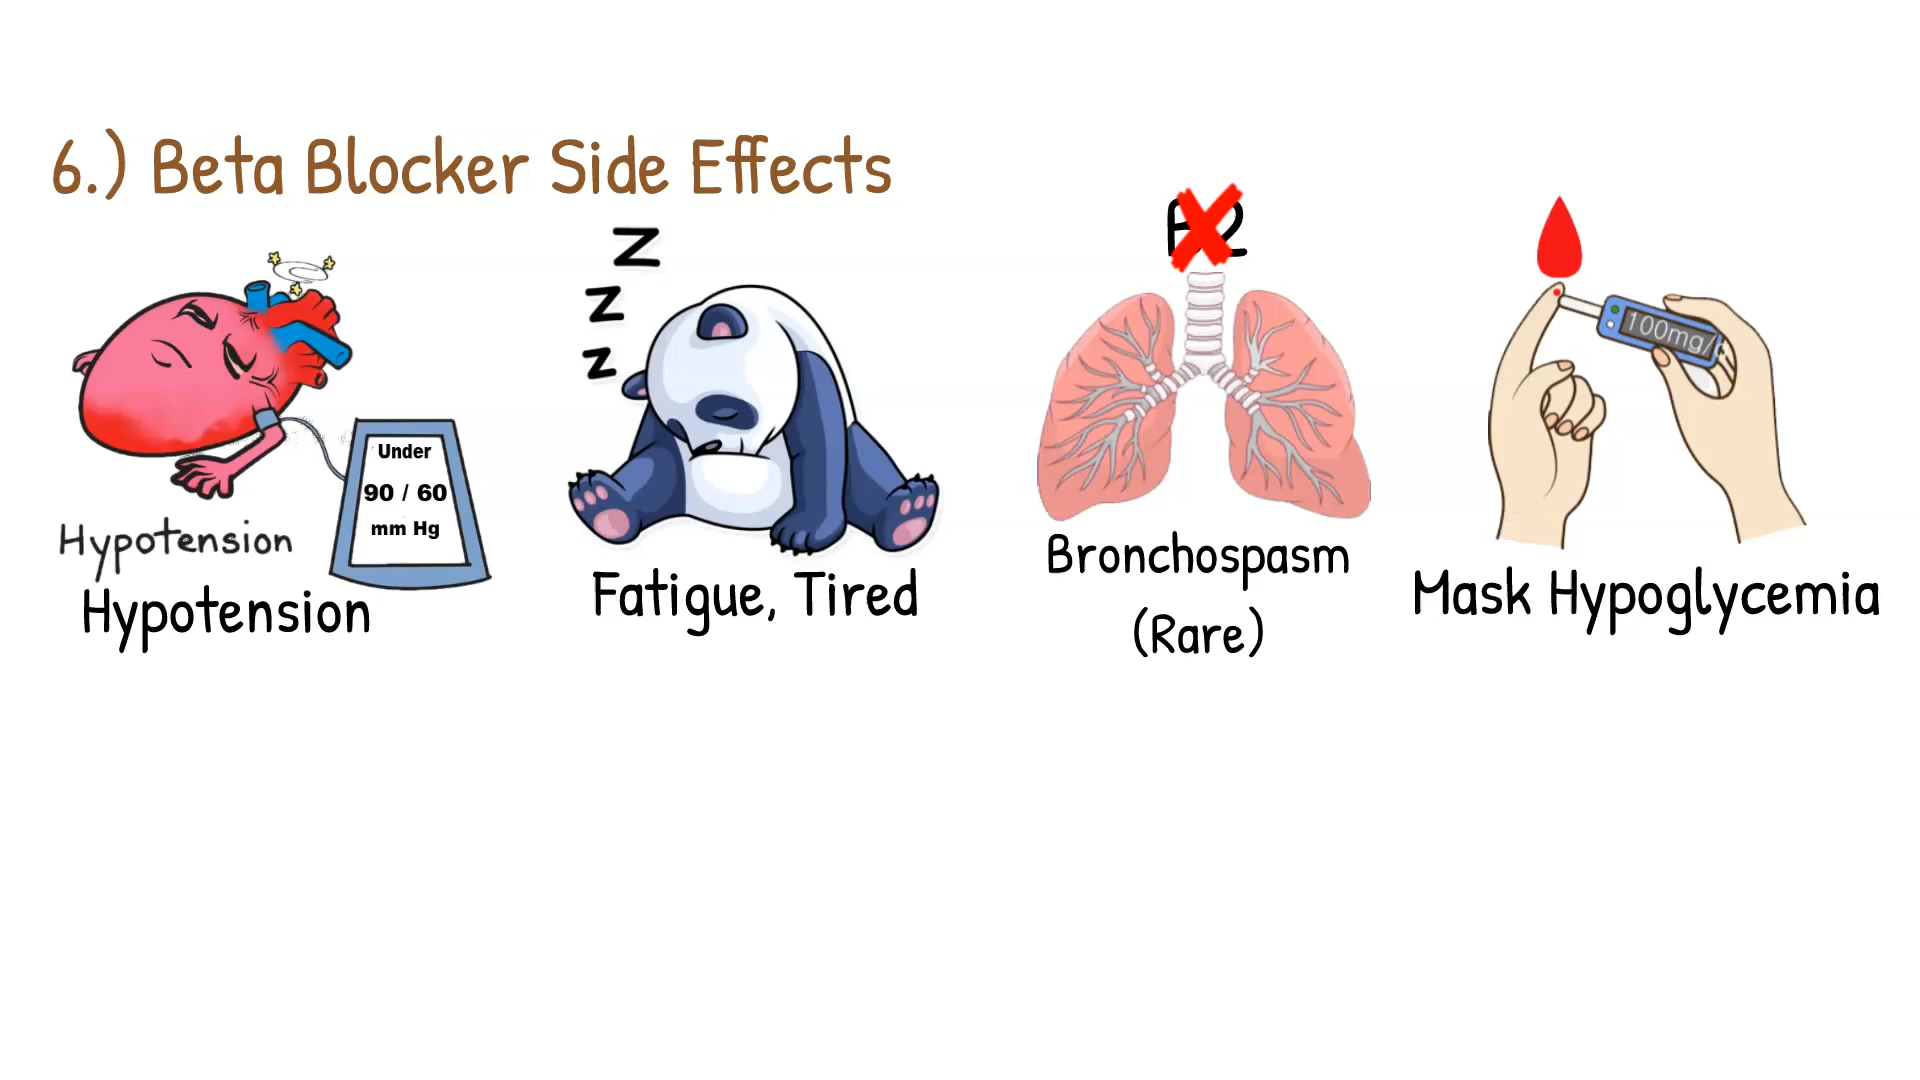 6.) Beta Blocker Side Effects
Z
Z
Z
Under
90 / 60
mm Hg
Hypotension
Hypotension
Fatigue, Tired
Bronchospasm
(Rare)
100mg/
Mask Hypoglycemia